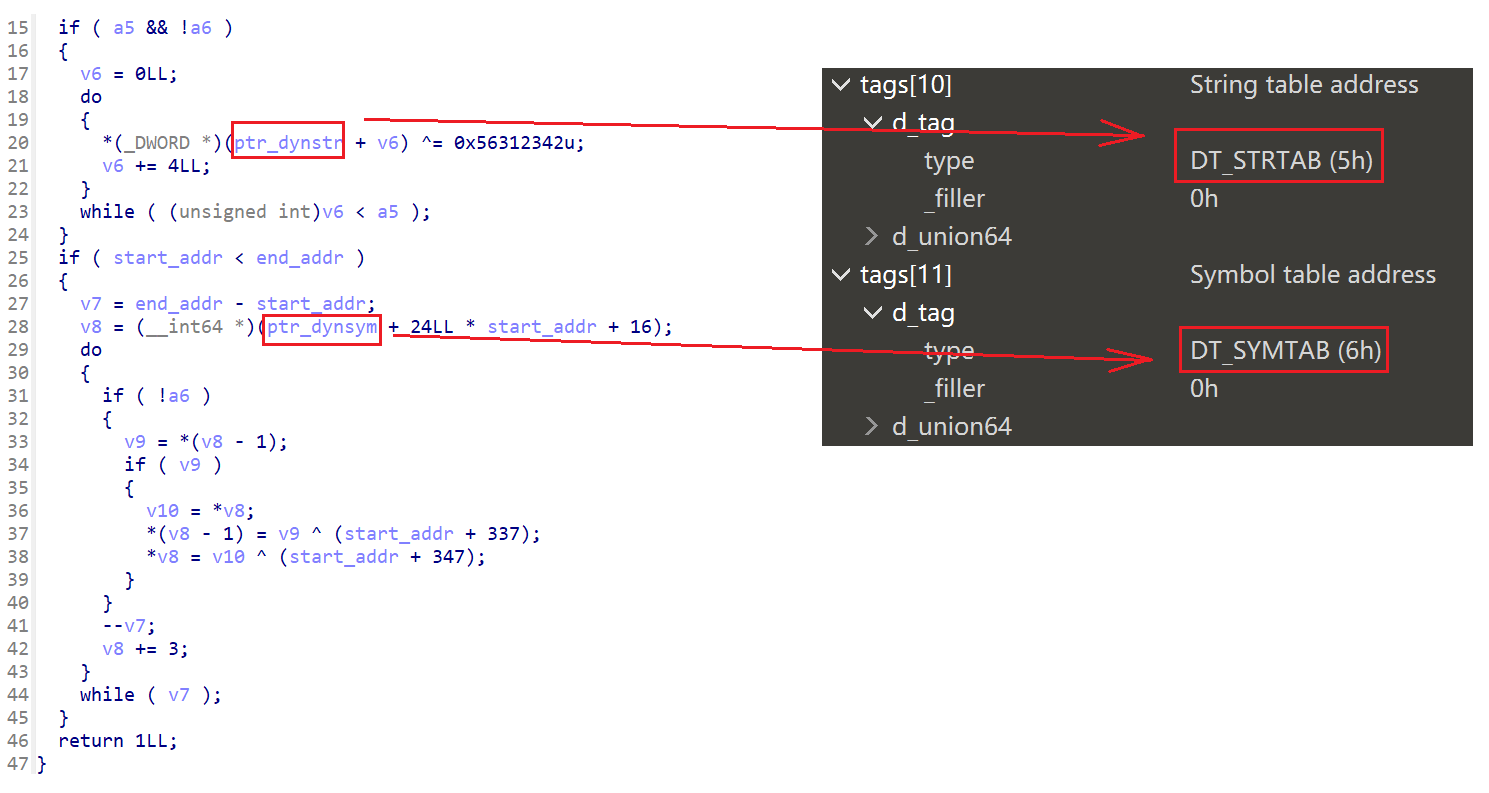 15 if ( a5 && !a6 )
16 {
17 v6 = 0LL;
18 do
19 {
20 *(_DWORD *)(ptr_dynstr + v6) ^= 0x56312342u;
21 v6 += 4LL;
22 }
23 while ( (unsigned int)v6 < a5 );
24 }
25 if ( start_addr < end_addr )
26 {
27 v7 = end_addr - start_addr;
28 v8 = (__int64 *)(ptr_dynsym + 24LL * start_addr + 16);
29 do
30 {
31 if ( !a6 )
32 {
33 v9 = *(v8 - 1);
34 if ( v9 )
35 {
36 v10 = *v8;
37 *(v8 - 1) = v9 ^ (start_addr + 337);
38 *v8 = v10 ^ (start_addr + 347);
39 }
40 }
41 --v7;
42 v8 += 3;
43 }
44 while ( v7 );
45 }
46 return 1LL;
47 }
tags[10] String table address
d_tag
type DT_STRTAB (5h)
_filler 0h
d_union64
tags[11] Symbol table address
d_tag
type DT_SYMTAB (6h)
_filler 0h
d_union64